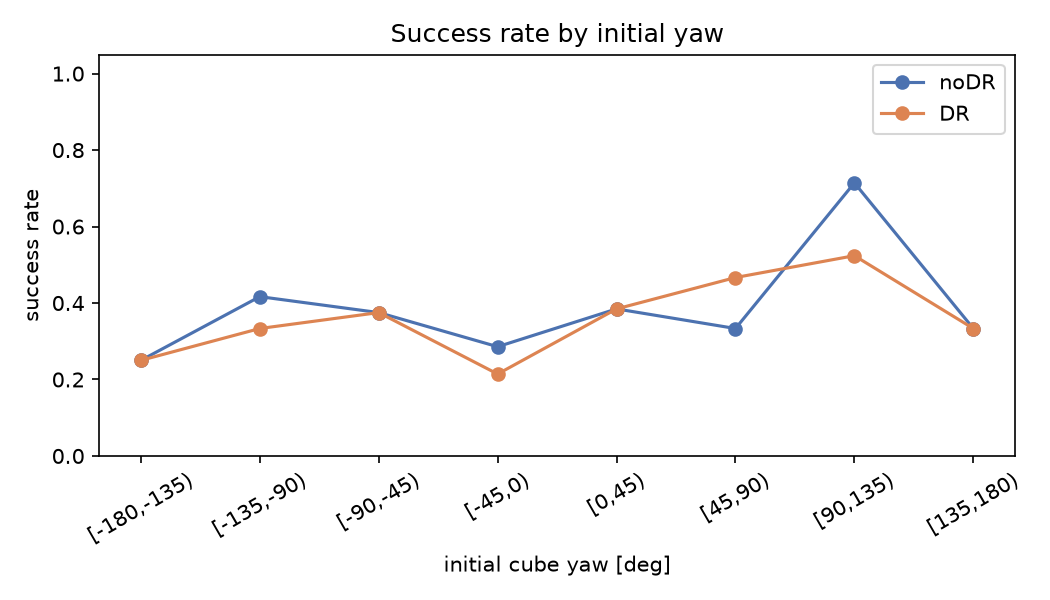 Success rate by initial yaw
noDR
DR
success rate
1.0
0.8
0.6
0.4
0.2
0.0
[-180,-135)
[-135,-90)
[-90,-45)
[-45,0)
[0,45)
[45,90)
[90,135)
[135,180)
initial cube yaw [deg]